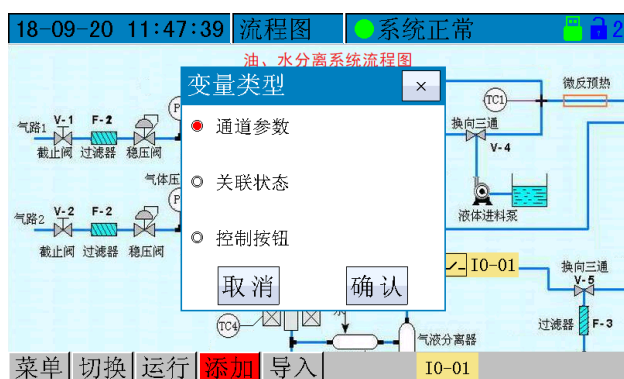 18-09-20 11:47:39 流程图 系统正常 2
油、水分离系统流程图
变量类型 ×
通道参数
关联状态
控制按钮
取消 确认
微反预热
TC1
换向三通
V-4
液体进料泵
V-1 F-2
气路1
截止阀 过滤器 稳压阀
气体压
V-2 F-2
气路2
截止阀 过滤器 稳压阀
IO-01
换向三通
V-5
过滤器 F-3
TC4
气液分离器
菜单 切换 运行 添加 导入 IO-01